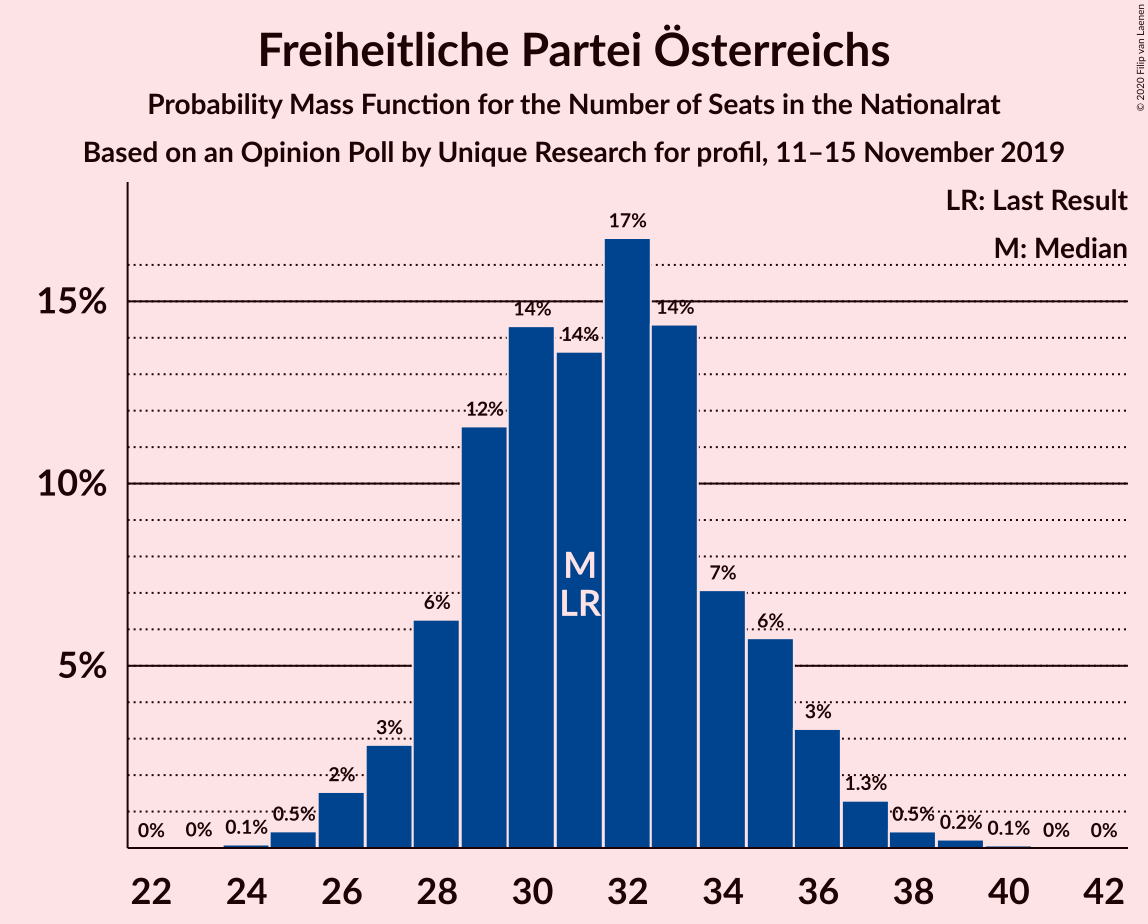 Freiheitliche Partei Österreichs
Probability Mass Function for the Number of Seats in the Nationalrat
Based on an Opinion Poll by Unique Research for profil, 11–15 November 2019
© 2020 Filip van Laenen
LR: Last Result
M: Median
15%
10%
5%
0%
0%
0.1%
0.5%
2%
3%
6%
12%
14%
14%
17%
14%
7%
6%
3%
1.3%
0.5%
0.2%
0.1%
0%
0%
M
LR
22 24 26 28 30 32 34 36 38 40 42